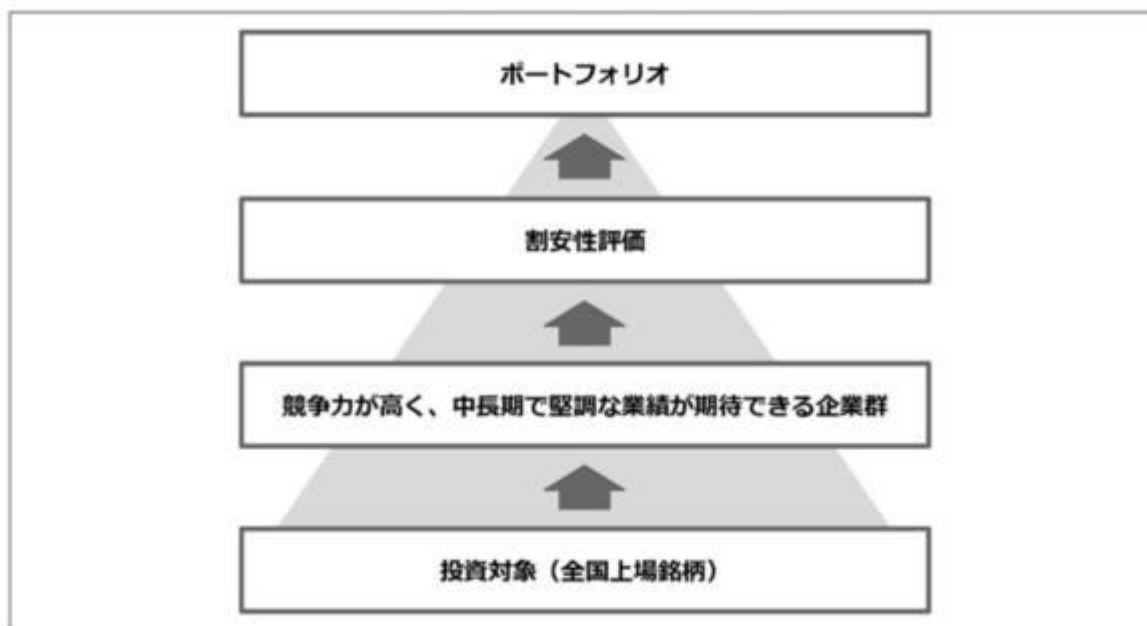 ポートフォリオ
割安性評価
競争力が高く、中長期で堅調な業績が期待できる企業群
投資対象（全国上場銘柄）